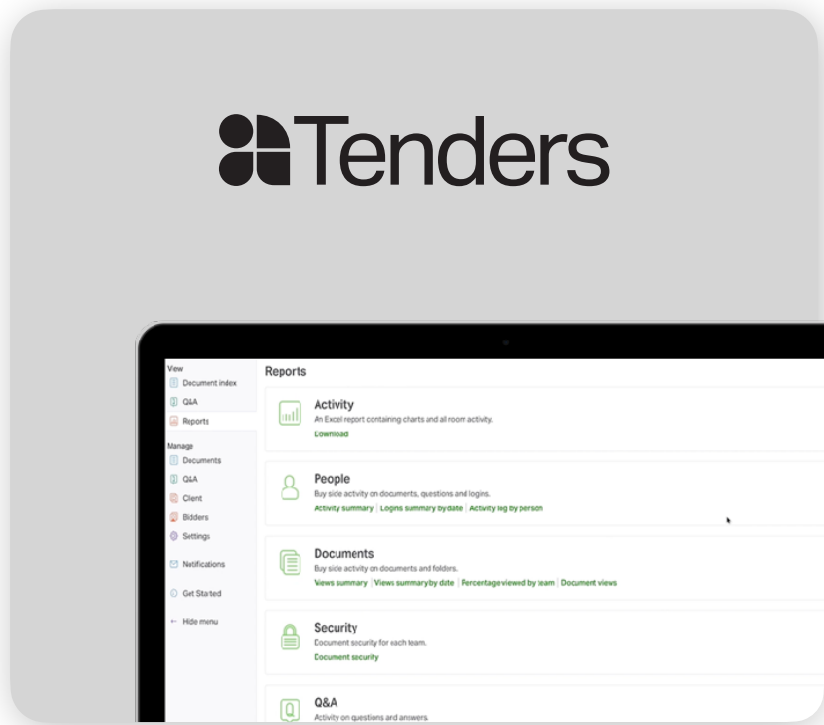 Tenders
View
Document index
Q&A
Reports
Manage
Documents
Q&A
Client
Bidders
Settings
Notifications
Get Started
Hide menu
Reports
Activity
An Excel report containing charts and all room activity.
Download
People
Buy side activity on documents, questions and logins.
Activity summary | Logins summary by date | Activity log by person
Documents
Buy side activity on documents and folders.
Views summary | Views summary by date | Percentage viewed by team | Document views
Security
Document security for each team.
Document security
Q&A
Activity on questions and answers.